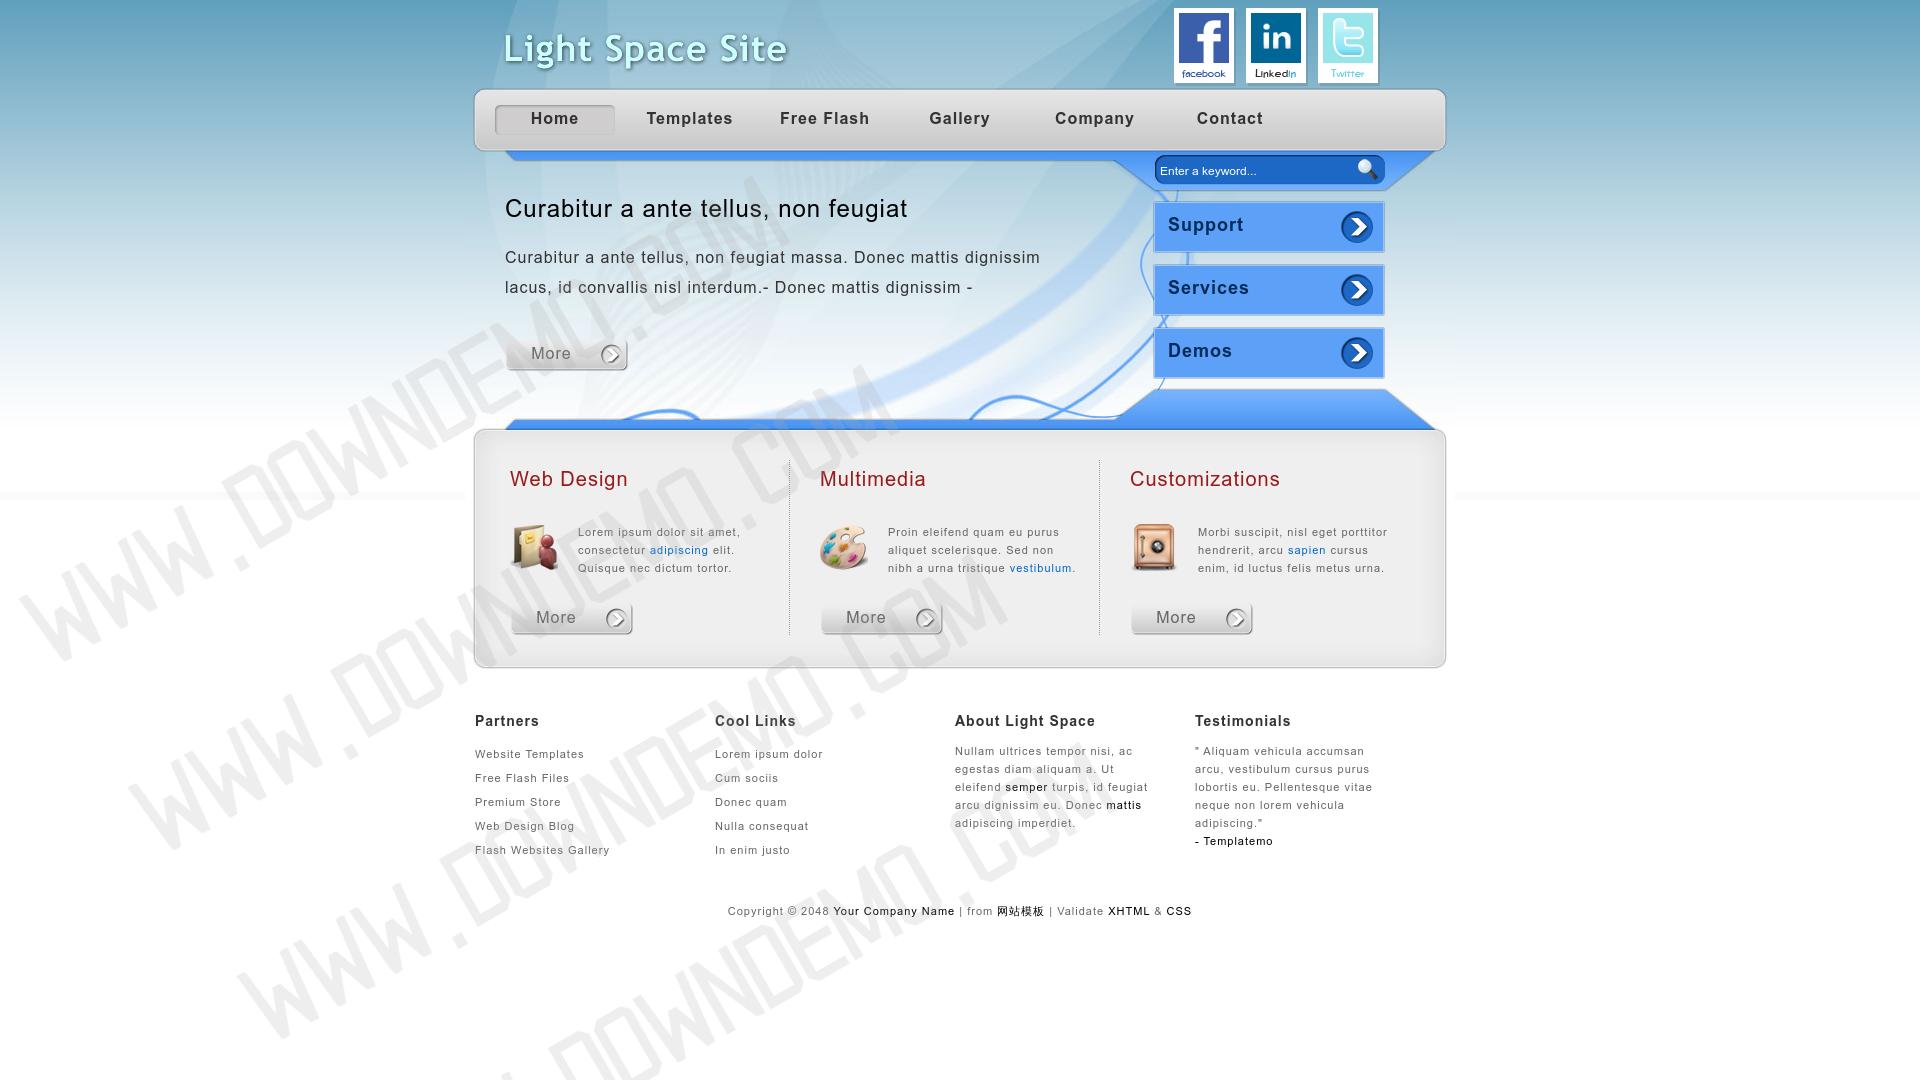 Light Space Site
facebook
LinkedIn
Twitter
Home
Templates
Free Flash
Gallery
Company
Contact
Enter a keyword...
Curabitur a ante tellus, non feugiat
Curabitur a ante tellus, non feugiat massa. Donec mattis dignissim
lacus, id convallis nisl interdum.- Donec mattis dignissim -
More
Support
Services
Demos
Web Design
Lorem ipsum dolor sit amet,
consectetur adipiscing elit.
Quisque nec dictum tortor.
More
Multimedia
Proin eleifend quam eu purus
aliquet scelerisque. Sed non
nibh a urna tristique vestibulum.
More
Customizations
Morbi suscipit, nisl eget porttitor
hendrerit, arcu sapien cursus
enim, id luctus felis metus urna.
More
Partners
Website Templates
Free Flash Files
Premium Store
Web Design Blog
Flash Websites Gallery
Cool Links
Lorem ipsum dolor
Cum sociis
Donec quam
Nulla consequat
In enim justo
About Light Space
Nullam ultrices tempor nisi, ac
egestas diam aliquam a. Ut
eleifend semper turpis, id feugiat
arcu dignissim eu. Donec mattis
adipiscing imperdiet.
Testimonials
" Aliquam vehicula accumsan
arcu, vestibulum cursus purus
lobortis eu. Pellentesque vitae
neque non lorem vehicula
adipiscing."
- Templatemo
Copyright © 2048 Your Company Name | from 网站模板 | Validate XHTML & CSS
WWW.DOWNDEMO.COM
WWW.DOWNDEMO.COM
WWW.DOWNDEMO.COM
DOWNDEMO.COM